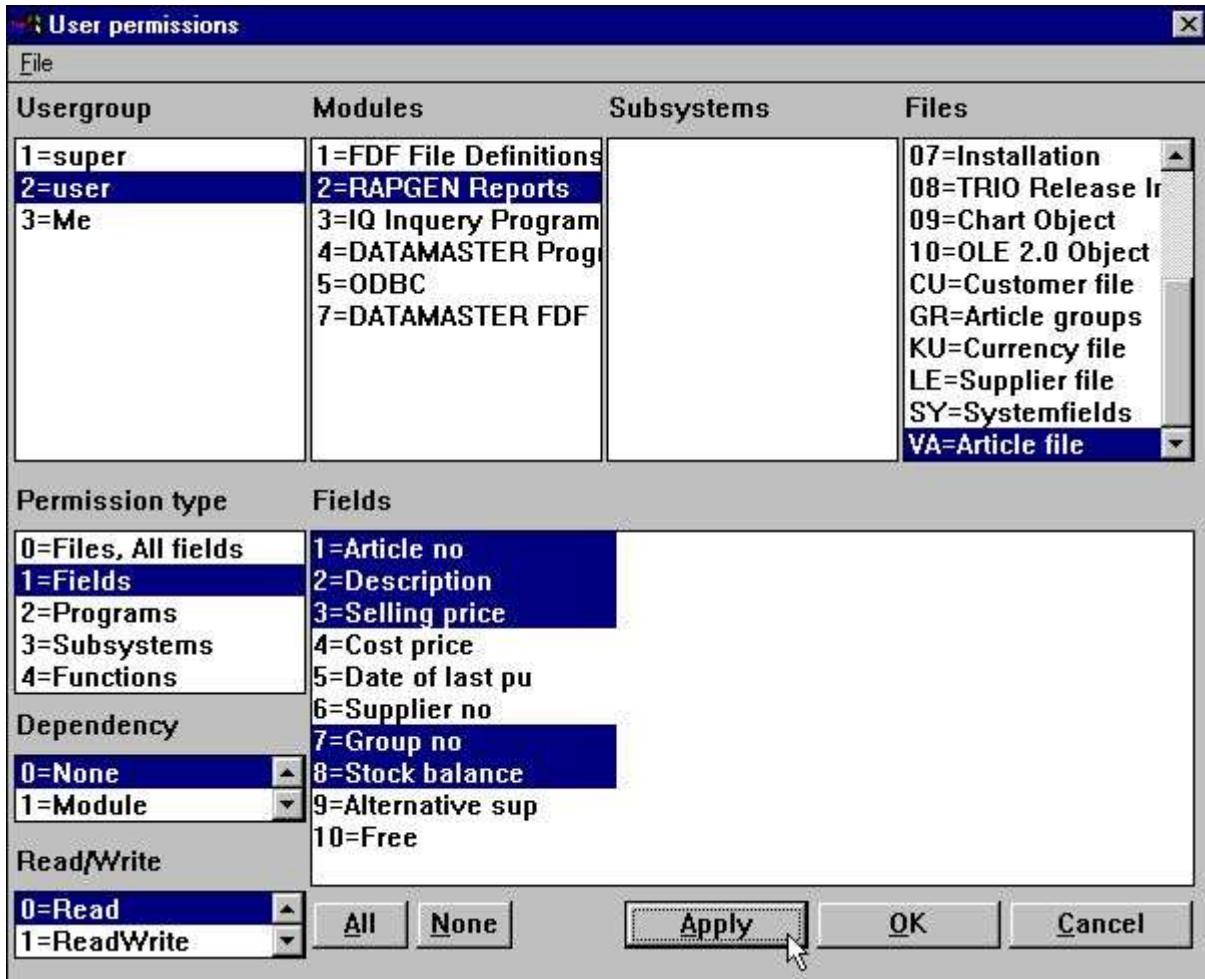 User permissions
File
Usergroup Modules Subsystems Files
1=super
2=user
3=Me
1=FDF File Definitions
2=RAPGEN Reports
3=IQ Inquery Program
4=DATAMASTER Progr
5=ODBC
7=DATAMASTER FDF
07=Installation
08=TRIO Release In
09=Chart Object
10=OLE 2.0 Object
CU=Customer file
GR=Article groups
KU=Currency file
LE=Supplier file
SY=Systemfields
VA=Article file
Permission type
0=Files, All fields
1=Fields
2=Programs
3=Subsystems
4=Functions
Dependency
0=None
1=Module
Read/Write
0=Read
1=ReadWrite
Fields
1=Article no
2=Description
3=Selling price
4=Cost price
5=Date of last pu
6=Supplier no
7=Group no
8=Stock balance
9=Alternative sup
10=Free
All None Apply OK Cancel